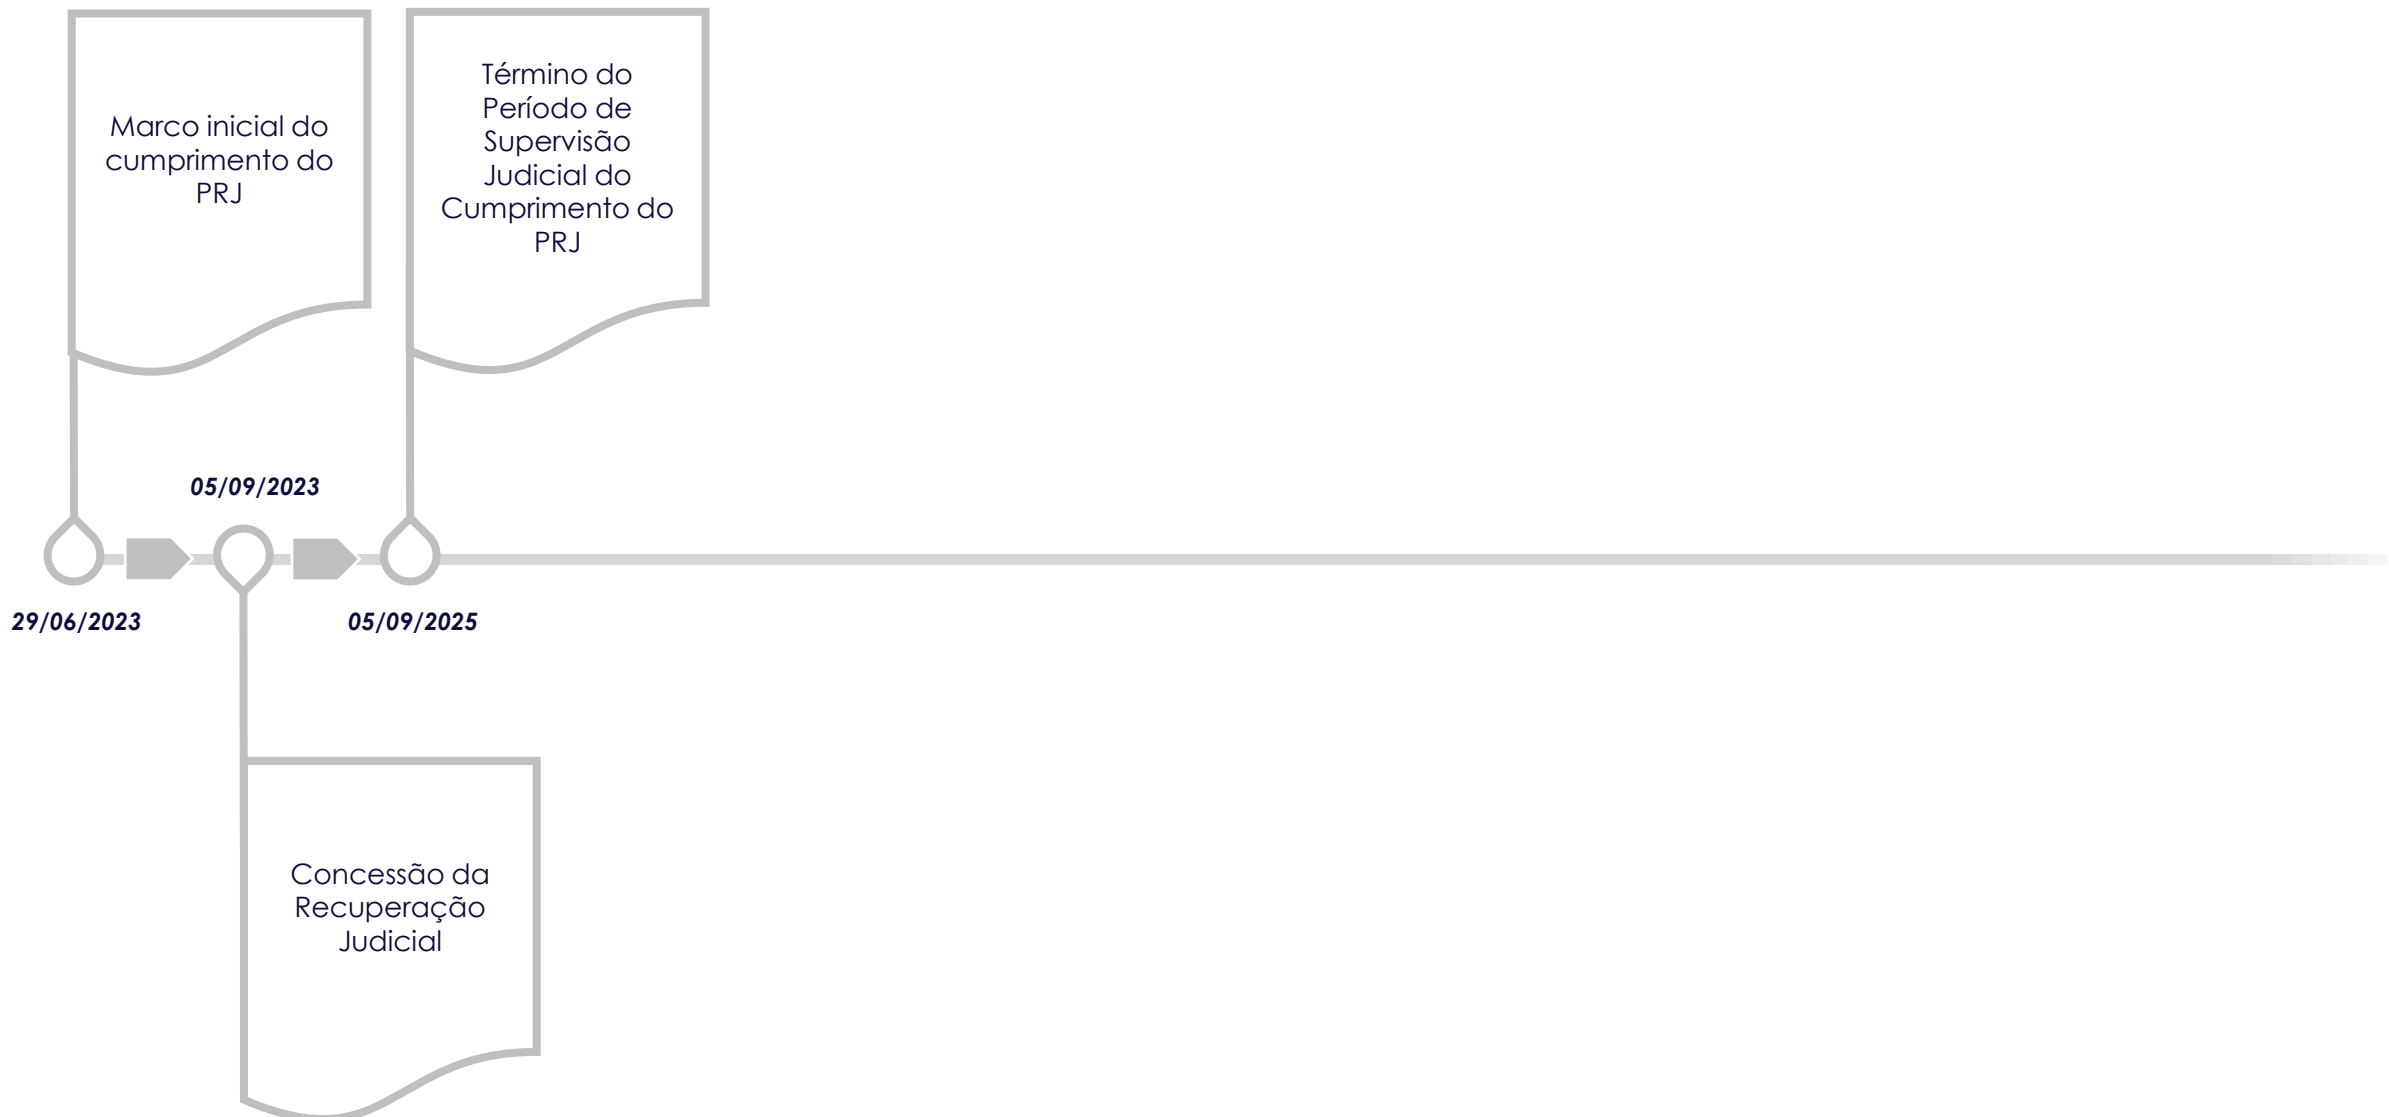 Marco inicial do
cumprimento do
PRJ
Término do
Período de
Supervisão
Judicial do
Cumprimento do
PRJ
05/09/2023
29/06/2023
05/09/2025
Concessão da
Recuperação
Judicial